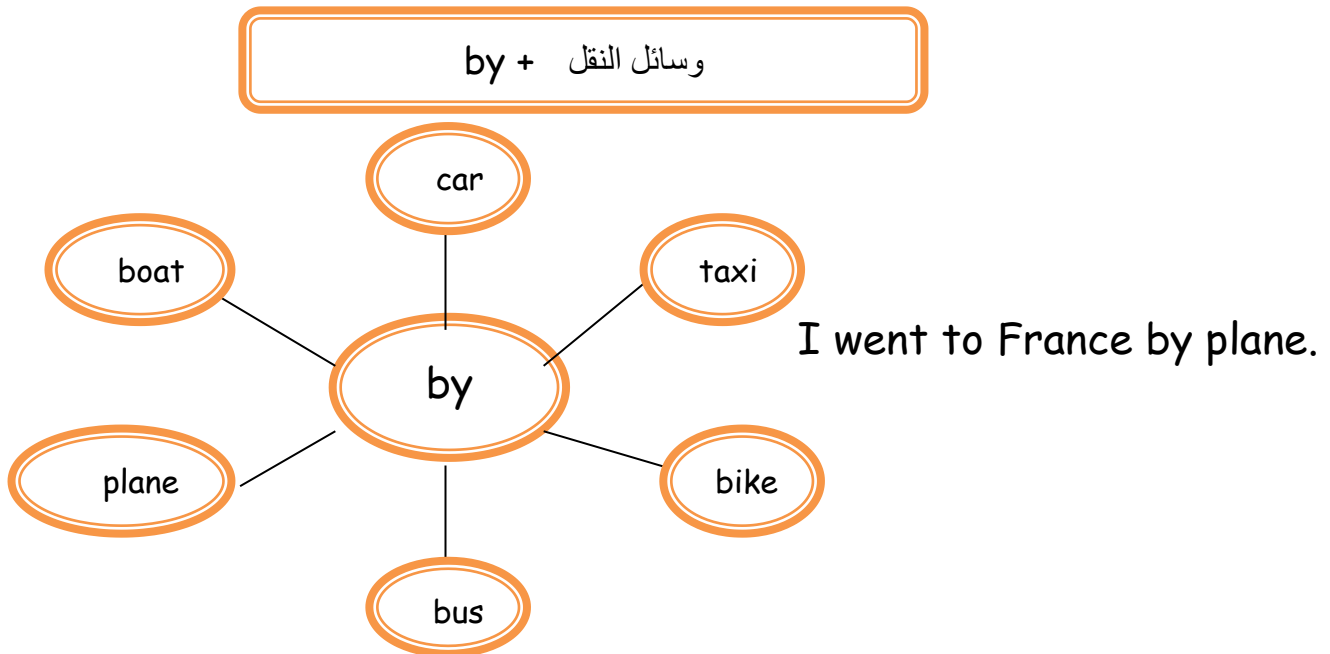 by + وسائل النقل
car
boat
taxi
I went to France by plane.
by
plane
bike
bus